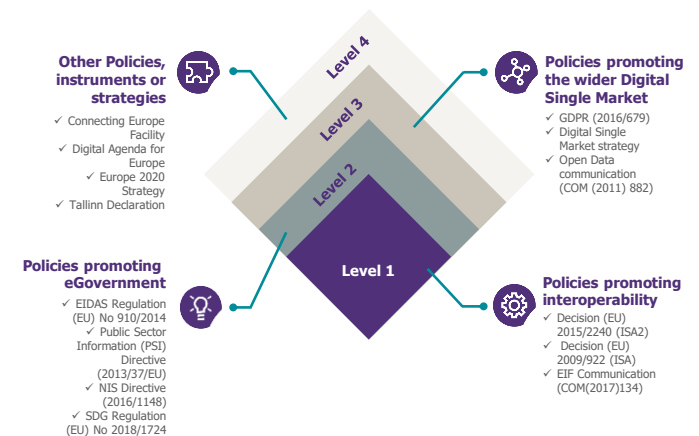 Other Policies,
instruments or
strategies
✓ Connecting Europe
Facility
✓ Digital Agenda for
Europe
✓ Europe 2020
Strategy
✓ Tallinn Declaration
Level 4
Level 3
Level 2
Level 1
Policies promoting
the wider Digital
Single Market
✓ GDPR (2016/679)
✓ Digital Single
Market strategy
✓ Open Data
communication
(COM (2011) 882)
Policies promoting
eGovernment
✓ EIDAS Regulation
(EU) No 910/2014
✓ Public Sector
Information (PSI)
Directive
(2013/37/EU)
✓ NIS Directive
(2016/1148)
✓ SDG Regulation
(EU) No 2018/1724
Policies promoting
interoperability
✓ Decision (EU)
2015/2240 (ISA2)
✓ Decision (EU)
2009/922 (ISA)
✓ EIF Communication
(COM(2017)134)